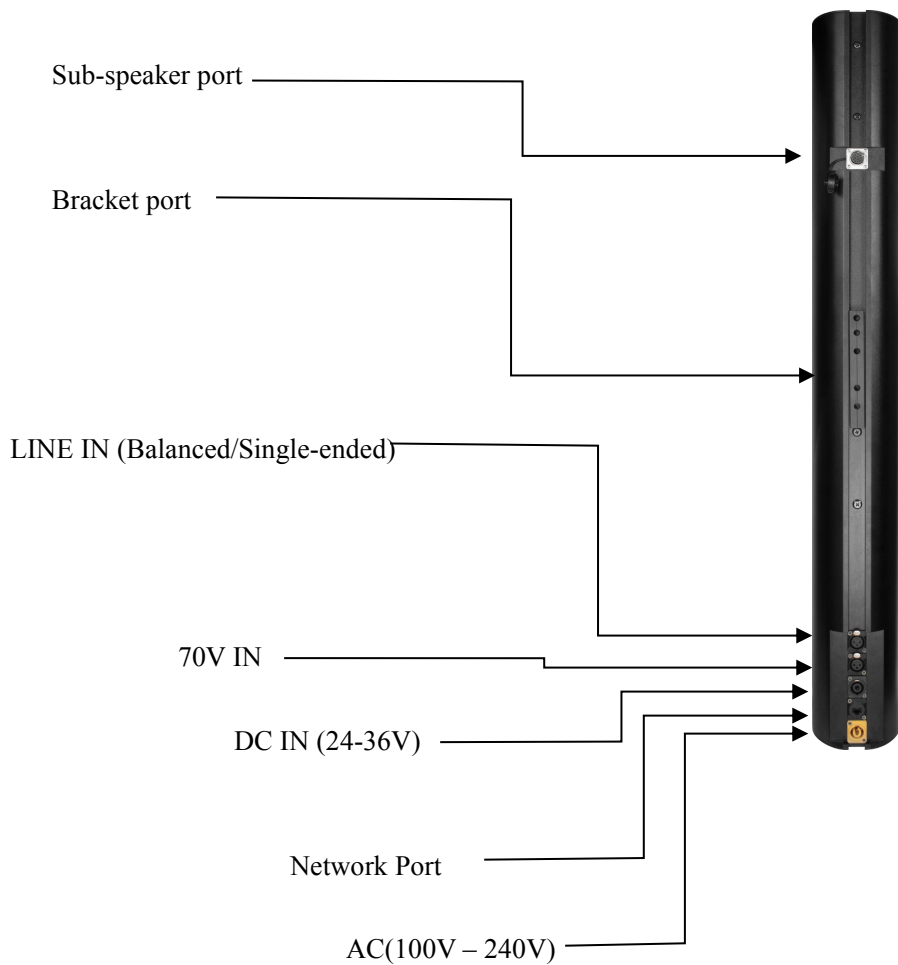 Sub-speaker port
Bracket port
LINE IN (Balanced/Single-ended)
70V IN
DC IN (24-36V)
Network Port
AC(100V – 240V)